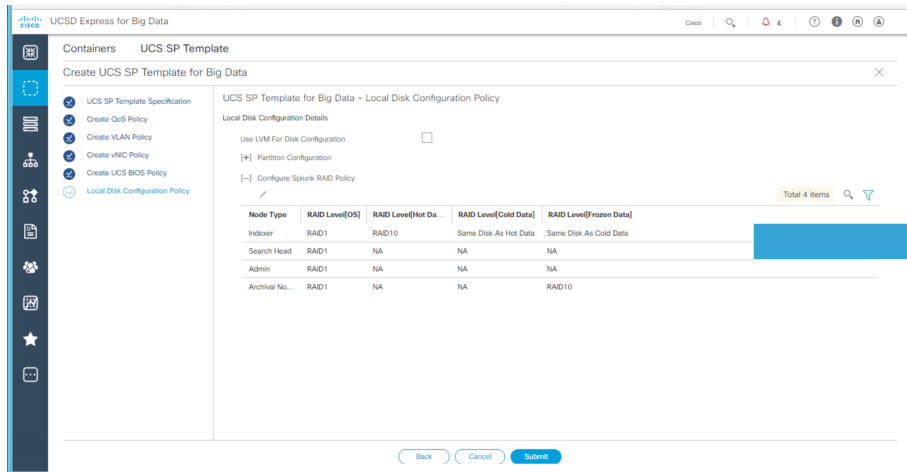 CISCO UCSD Express for Big Data Cisco 4
Containers UCS SP Template
Create UCS SP Template for Big Data
UCS SP Template Specification
Create QoS Policy
Create VLAN Policy
Create vNIC Policy
Create UCS BIOS Policy
Local Disk Configuration Policy
UCS SP Template for Big Data - Local Disk Configuration Policy
Local Disk Configuration Details
Use LVM For Disk Configuration
[+] Partition Configuration
[—] Configure Splunk RAID Policy
Total 4 items
Node Type RAID Level[OS] RAID Level[Hot Da... RAID Level[Cold Data] RAID Level[Frozen Data]
Indexer RAID1 RAID10 Same Disk As Hot Data Same Disk As Cold Data
Search Head RAID1 NA NA NA
Admin RAID1 NA NA NA
Archival No... RAID1 NA NA RAID10
Back Cancel Submit